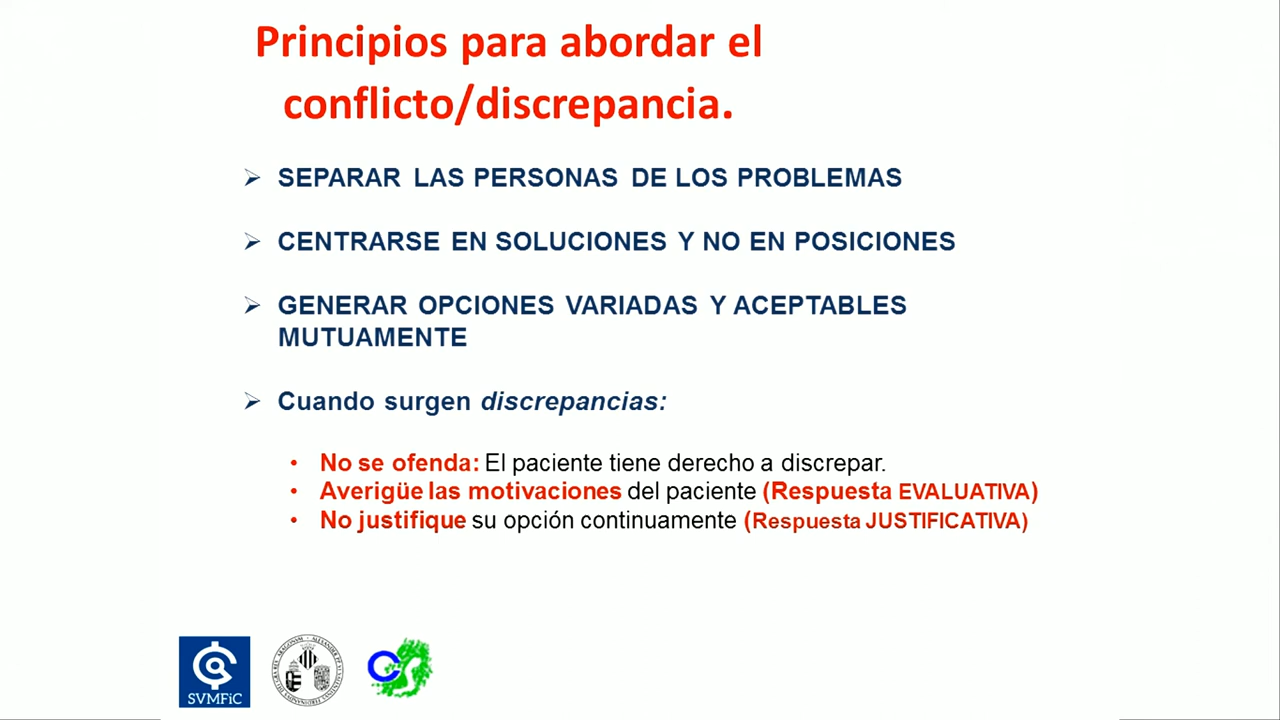 Principios para abordar el
conflicto/discrepancia.
SEPARAR LAS PERSONAS DE LOS PROBLEMAS
CENTRARSE EN SOLUCIONES Y NO EN POSICIONES
GENERAR OPCIONES VARIADAS Y ACEPTABLES
MUTUAMENTE
Cuando surgen discrepancias:
No se ofenda: El paciente tiene derecho a discrepar.
Averigüe las motivaciones del paciente (Respuesta EVALUATIVA)
No justifique su opción continuamente (Respuesta JUSTIFICATIVA)
SVMFiC